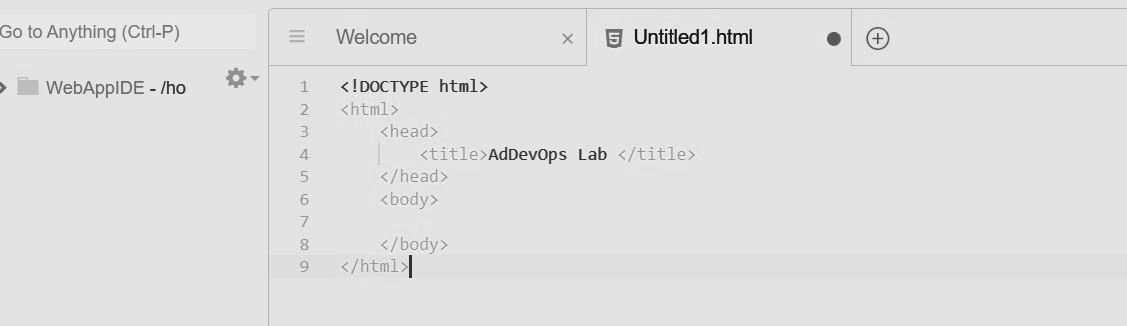 Go to Anything (Ctrl-P)
WebAppIDE - /ho
Welcome ×
Untitled1.html
1 <!DOCTYPE html>
2 <html>
3     <head>
4         <title>AdDevOps Lab </title>
5     </head>
6     <body>
7
8     </body>
9 </html>